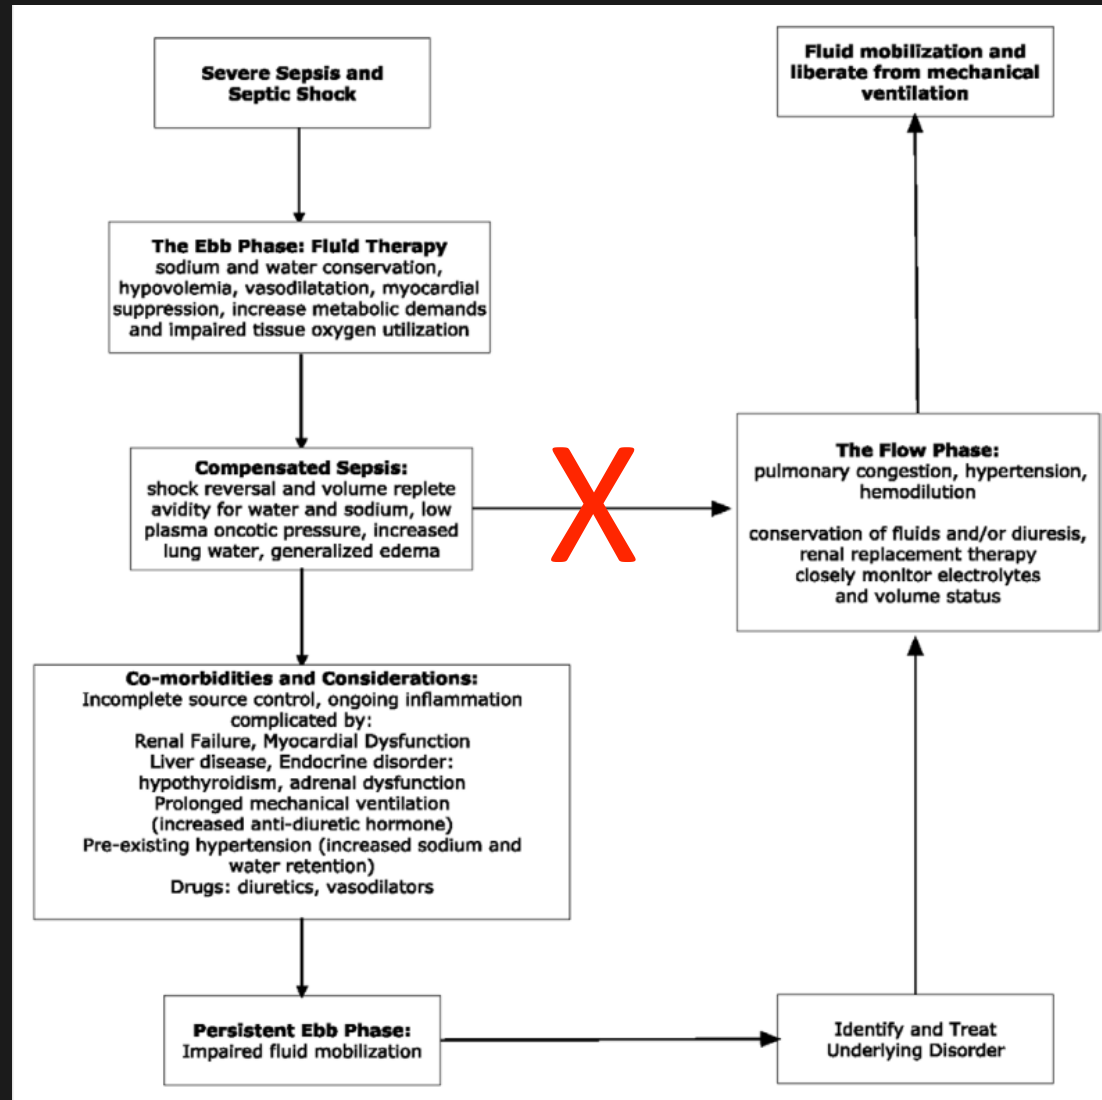 Severe Sepsis and
Septic Shock
The Ebb Phase: Fluid Therapy
sodium and water conservation,
hypovolemia, vasodilatation, myocardial
suppression, increase metabolic demands
and impaired tissue oxygen utilization
Compensated Sepsis:
shock reversal and volume replete
avidity for water and sodium, low
plasma oncotic pressure, increased
lung water, generalized edema
X
Co-morbidities and Considerations:
Incomplete source control, ongoing inflammation
complicated by:
Renal Failure, Myocardial Dysfunction
Liver disease, Endocrine disorder:
hypothyroidism, adrenal dysfunction
Prolonged mechanical ventilation
(increased anti-diuretic hormone)
Pre-existing hypertension (increased sodium and
water retention)
Drugs: diuretics, vasodilators
Persistent Ebb Phase:
Impaired fluid mobilization
Identify and Treat
Underlying Disorder
The Flow Phase:
pulmonary congestion, hypertension,
hemodilution
conservation of fluids and/or diuresis,
renal replacement therapy
closely monitor electrolytes
and volume status
Fluid mobilization and
liberate from mechanical
ventilation